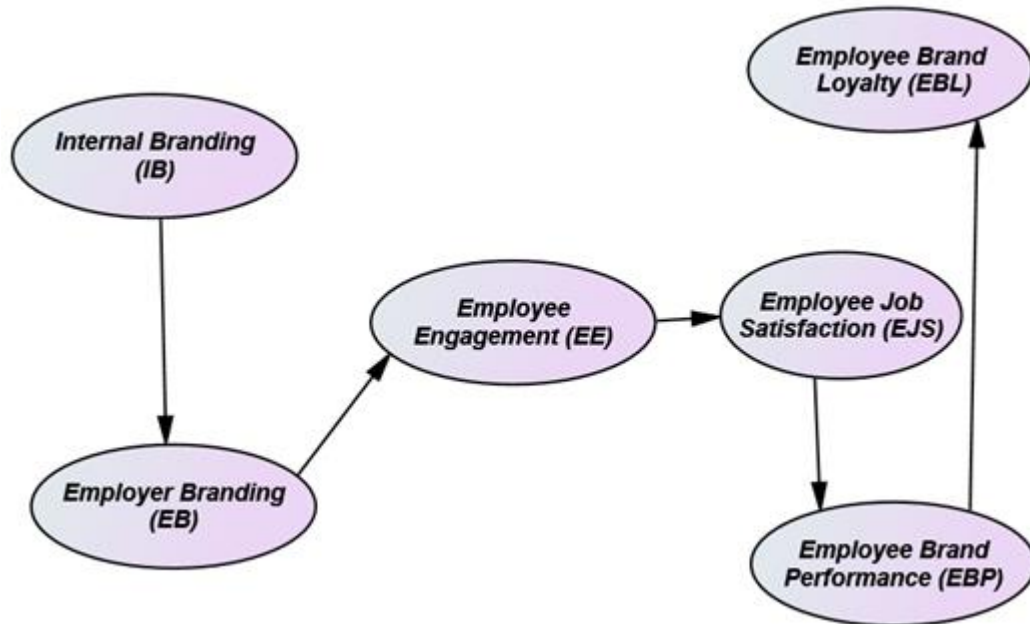 Employee Brand
Loyalty (EBL)
Internal Branding
(IB)
Employee
Engagement (EE)
Employee Job
Satisfaction (EJS)
Employer Branding
(EB)
Employee Brand
Performance (EBP)